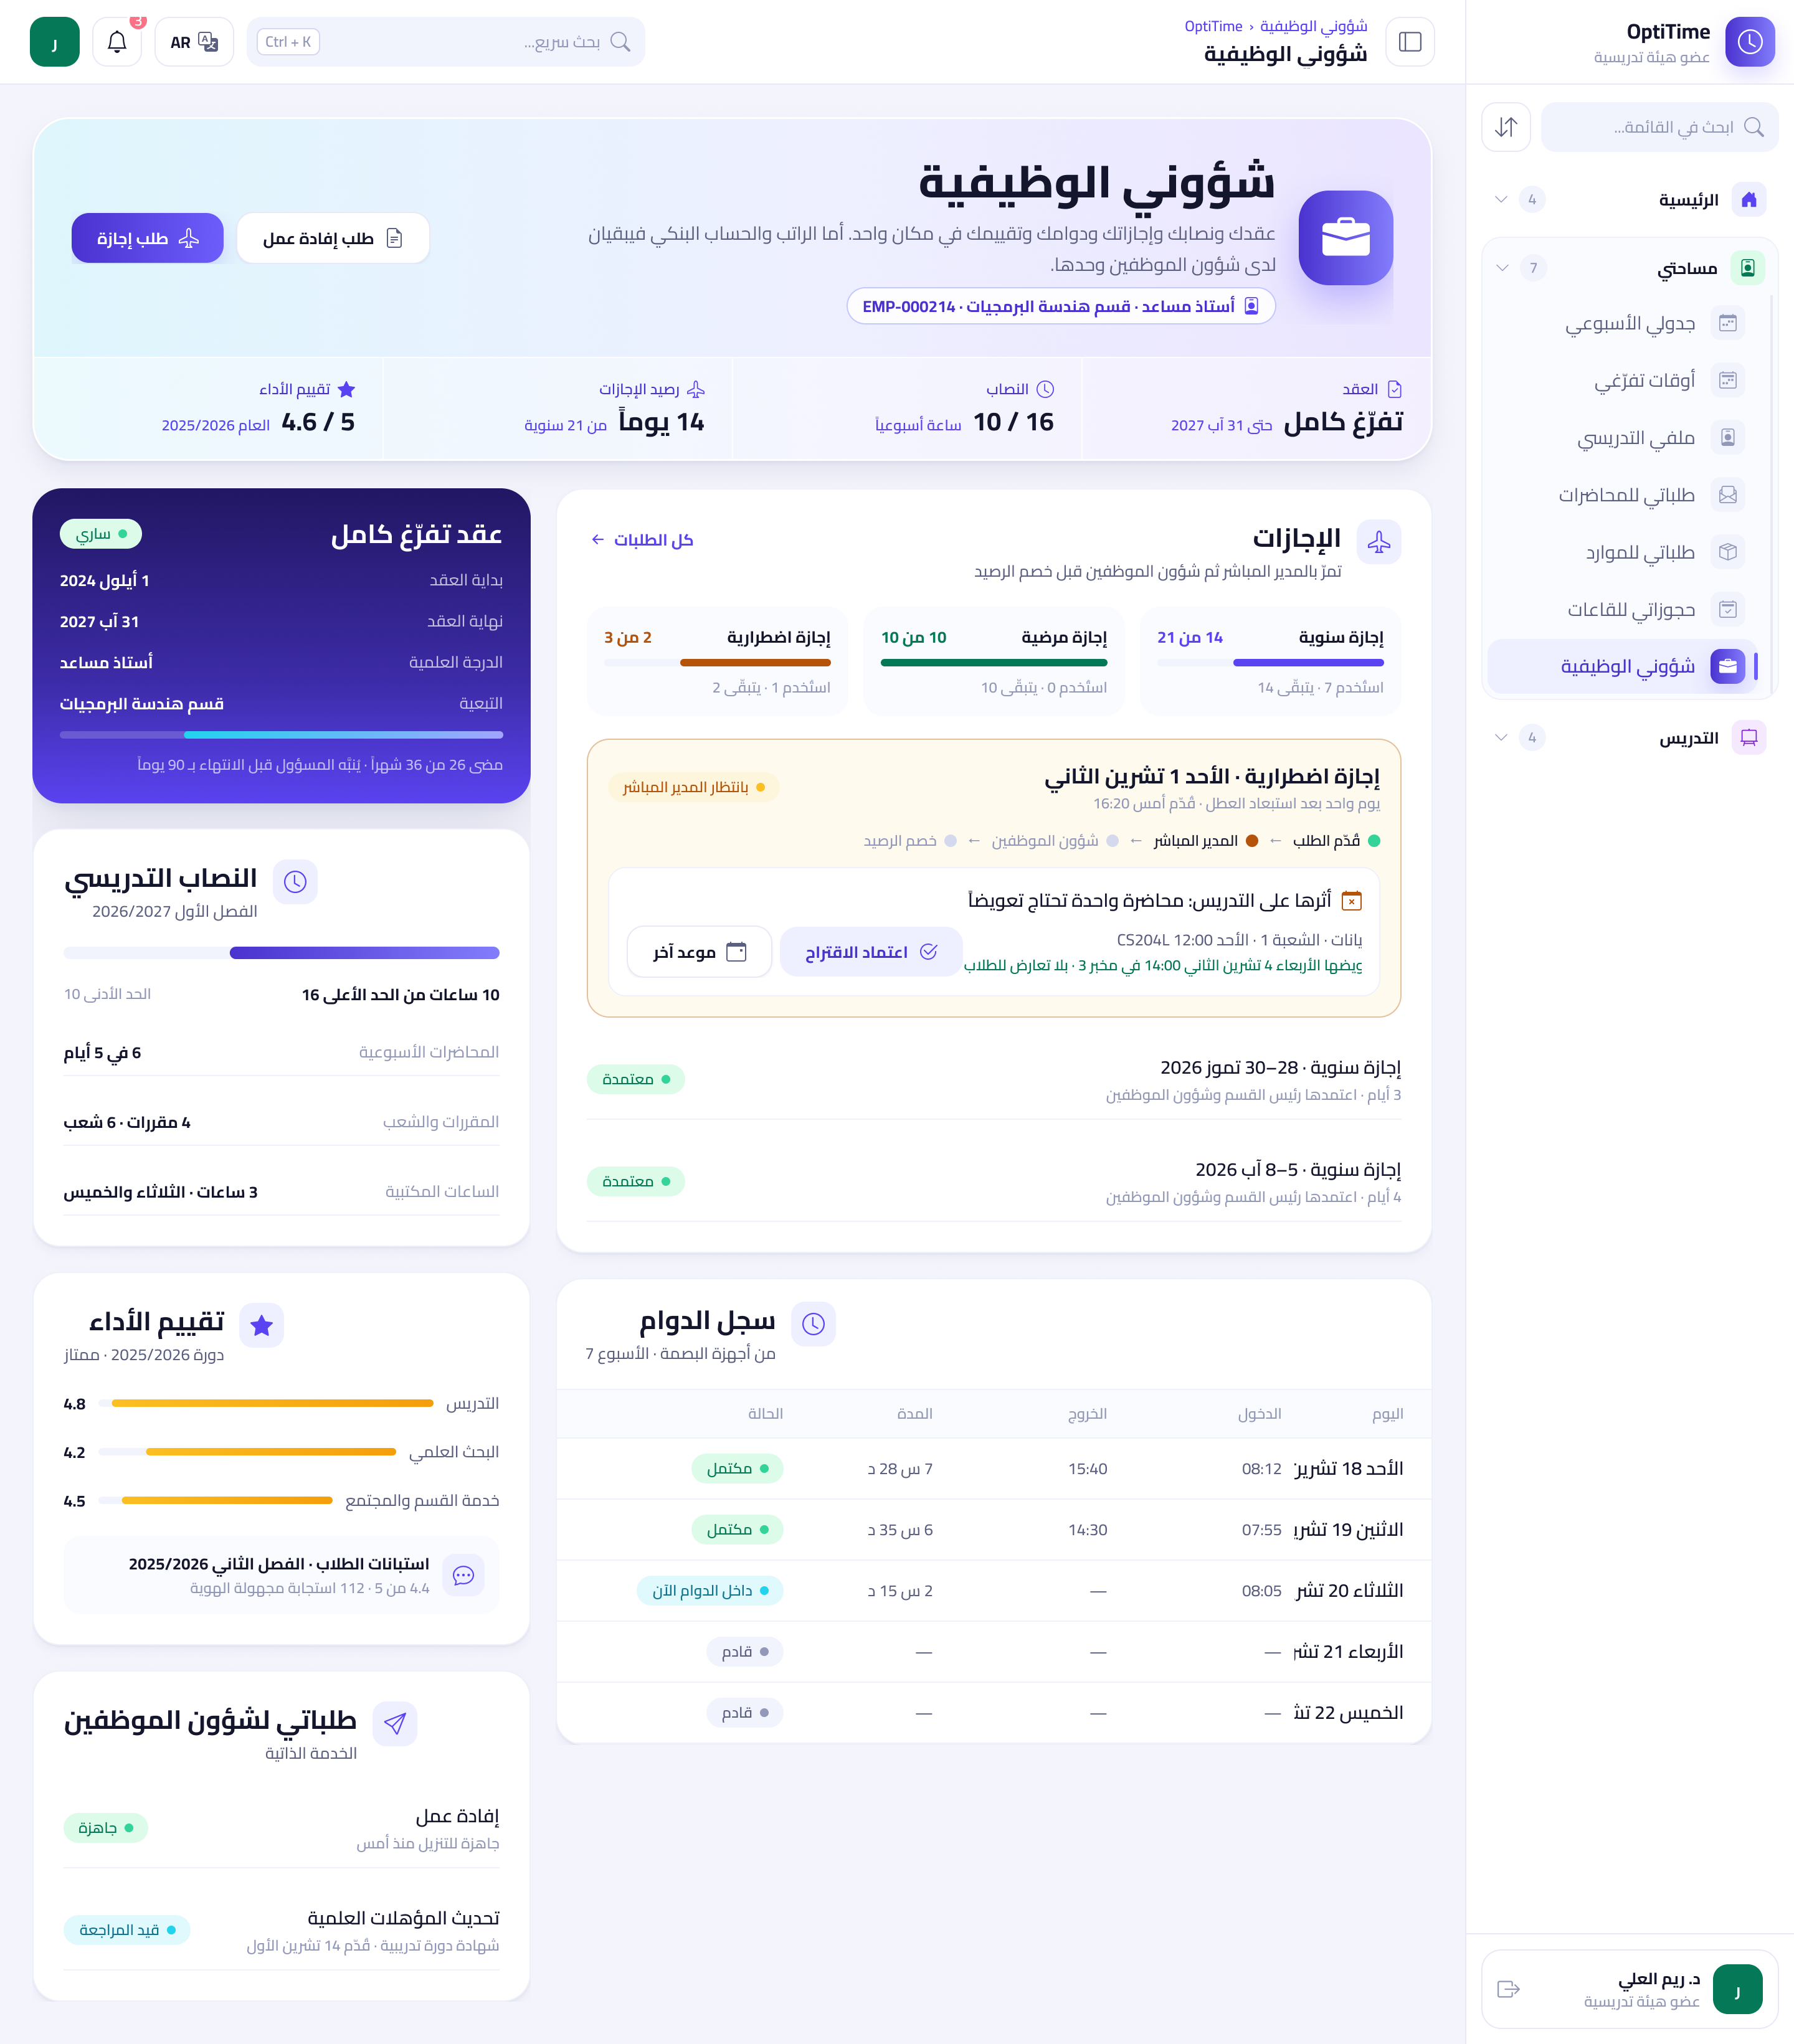 OptiTime
عضو هيئة تدريسية
ابحث في القائمة...
الرئيسية
4
مساحتي
7
جدولي الأسبوعي
أوقات تفرّغي
ملفي التدريسي
طلباتي للمحاضرات
طلباتي للموارد
حجوزاتي للقاعات
شؤوني الوظيفية
التدريس
4
د. ريم العلي
عضو هيئة تدريسية
ر
شؤوني الوظيفية › OptiTime
شؤوني الوظيفية
بحث سريع...
Ctrl + K
AR
3
ر
شؤوني الوظيفية
عقدك ونصابك وإجازاتك ودوامك وتقييمك في مكان واحد. أما الراتب والحساب البنكي فيبقيان
لدى شؤون الموظفين وحدها.
أستاذ مساعد · قسم هندسة البرمجيات · EMP-000214
طلب إفادة عمل
طلب إجازة
العقد
تفرّغ كامل حتى 31 آب 2027
النصاب
16 / 10 ساعة أسبوعياً
رصيد الإجازات
14 يوماً من 21 سنوية
تقييم الأداء
5 / 4.6 العام 2025/2026
الإجازات
تمرّ بالمدير المباشر ثم شؤون الموظفين قبل خصم الرصيد
كل الطلبات
إجازة سنوية
14 من 21
استُخدم 7 · يتبقّى 14
إجازة مرضية
10 من 10
استُخدم 0 · يتبقّى 10
إجازة اضطرارية
2 من 3
استُخدم 1 · يتبقّى 2
إجازة اضطرارية · الأحد 1 تشرين الثاني
يوم واحد بعد استبعاد العطل · قُدّم أمس 16:20
بانتظار المدير المباشر
قُدّم الطلب ← المدير المباشر ← شؤون الموظفين ← خصم الرصيد
أثرها على التدريس: محاضرة واحدة تحتاج تعويضاً
يانات · الشعبة 1 · الأحد 12:00 CS204L
ويضها الأربعاء 4 تشرين الثاني 14:00 في مخبر 3 · بلا تعارض للطلاب
اعتماد الاقتراح
موعد آخر
إجازة سنوية · 28–30 تموز 2026
3 أيام · اعتمدها رئيس القسم وشؤون الموظفين
معتمدة
إجازة سنوية · 5–8 آب 2026
4 أيام · اعتمدها رئيس القسم وشؤون الموظفين
معتمدة
سجل الدوام
من أجهزة البصمة · الأسبوع 7
اليوم الدخول الخروج المدة الحالة
الأحد 18 تشرين 08:12 15:40 7 س 28 د مكتمل
الاثنين 19 تشري 07:55 14:30 6 س 35 د مكتمل
الثلاثاء 20 تشر 08:05 — 2 س 15 د داخل الدوام الآن
الأربعاء 21 تشر — — — قادم
الخميس 22 تش — — — قادم
عقد تفرّغ كامل
ساري
بداية العقد 1 أيلول 2024
نهاية العقد 31 آب 2027
الدرجة العلمية أستاذ مساعد
التبعية قسم هندسة البرمجيات
مضى 26 من 36 شهراً · يُنبَّه المسؤول قبل الانتهاء بـ 90 يوماً
النصاب التدريسي
الفصل الأول 2026/2027
10 ساعات من الحد الأعلى 16
الحد الأدنى 10
المحاضرات الأسبوعية 6 في 5 أيام
المقررات والشعب 4 مقررات · 6 شعب
الساعات المكتبية 3 ساعات · الثلاثاء والخميس
تقييم الأداء
دورة 2025/2026 · ممتاز
التدريس 4.8
البحث العلمي 4.2
خدمة القسم والمجتمع 4.5
استبانات الطلاب · الفصل الثاني 2025/2026
4.4 من 5 · 112 استجابة مجهولة الهوية
طلباتي لشؤون الموظفين
الخدمة الذاتية
إفادة عمل
جاهزة للتنزيل منذ أمس
جاهزة
تحديث المؤهلات العلمية
شهادة دورة تدريبية · قُدّم 14 تشرين الأول
قيد المراجعة